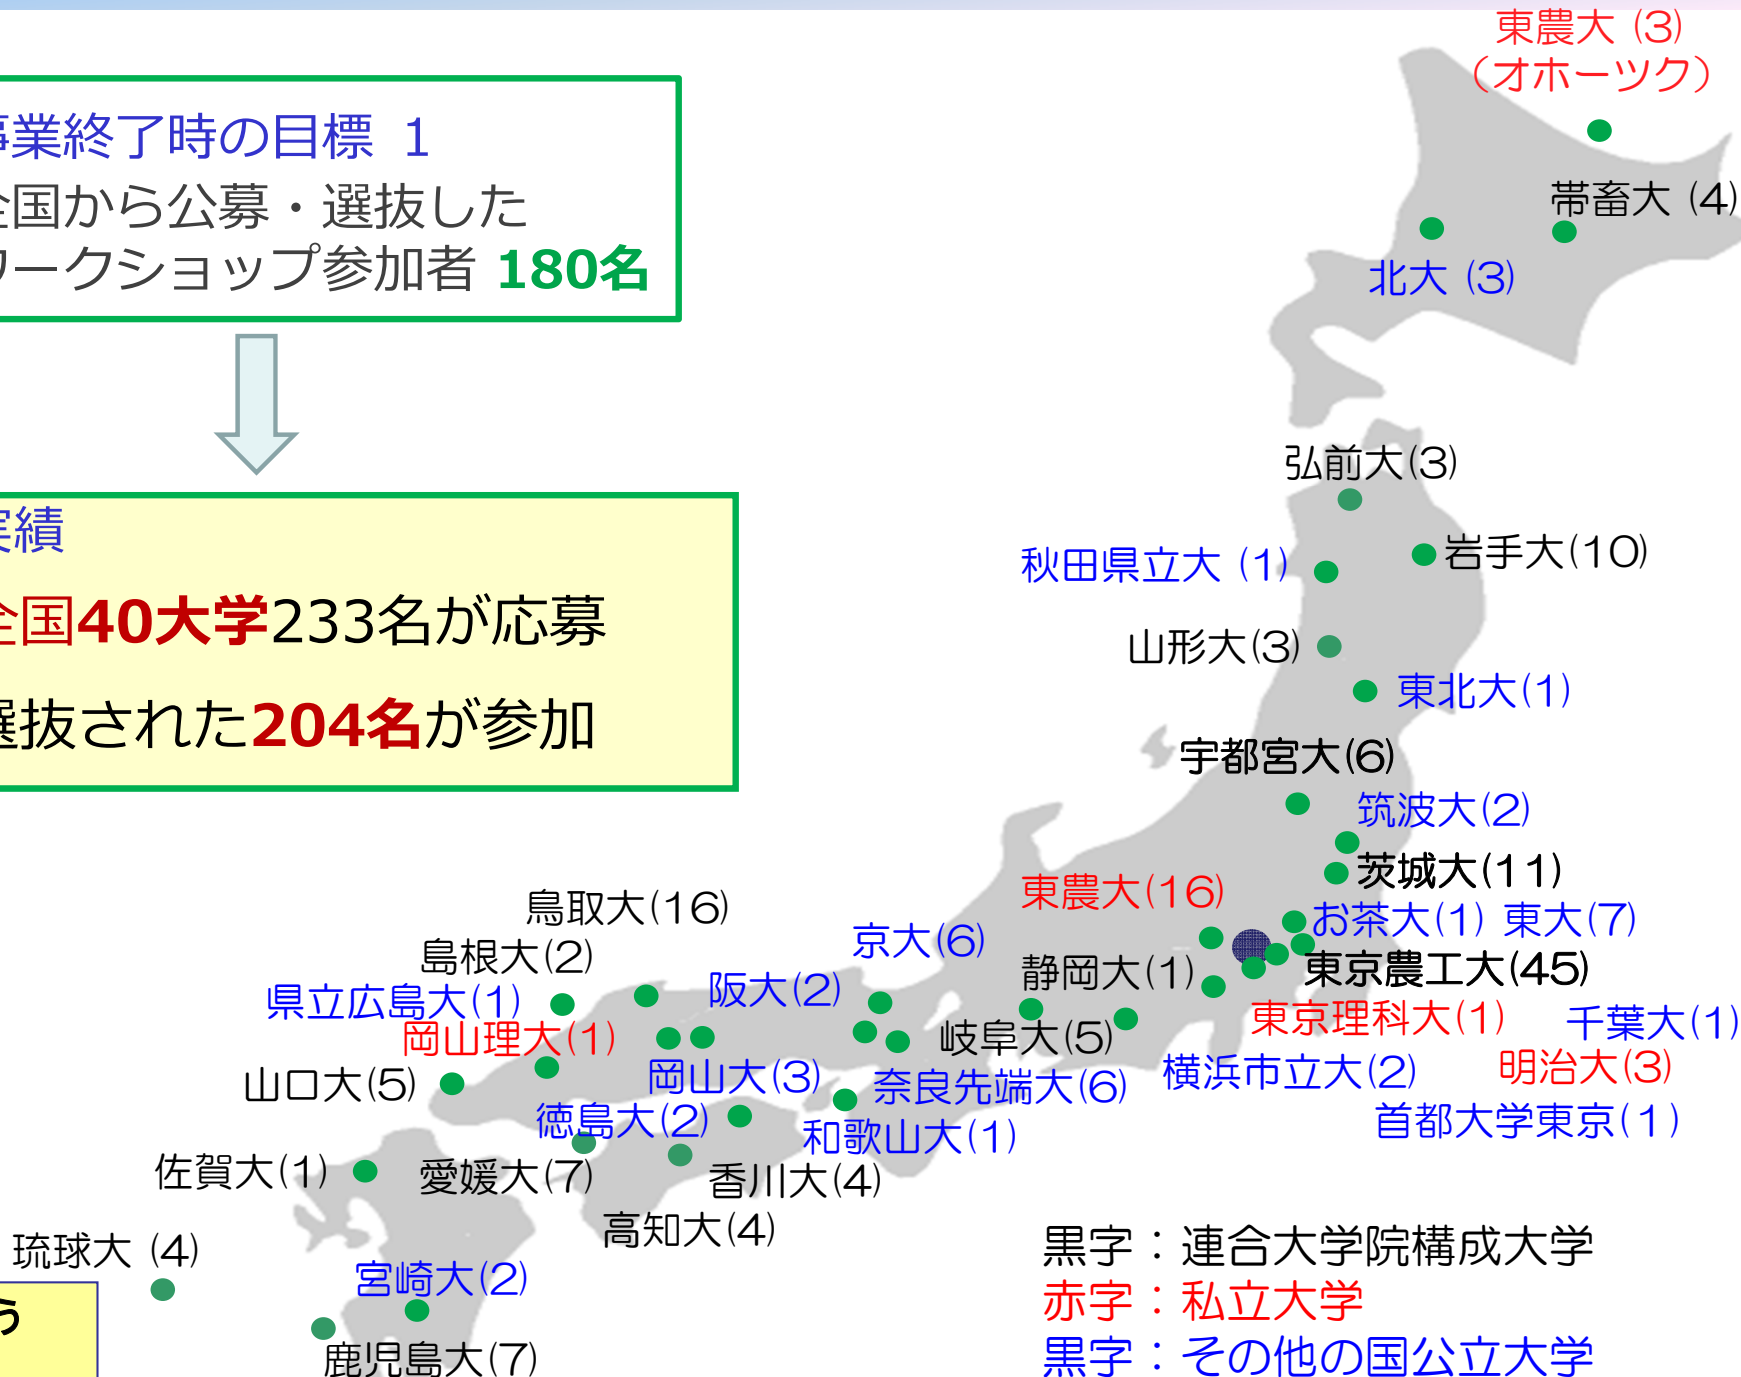 事業終了時の目標 1
全国から公募・選抜した
ワークショップ参加者 180名
実績
全国40大学233名が応募
選抜された204名が参加
東農大 (3)
(オホーツク)
帯畜大 (4)
北大 (3)
弘前大(3)
秋田県立大 (1)
岩手大(10)
山形大(3)
東北大(1)
宇都宮大(6)
筑波大(2)
茨城大(11)
東農大(16)
お茶大(1) 東大(7)
鳥取大(16)
京大(6)
島根大(2)
静岡大(1)
東京農工大(45)
県立広島大(1)
阪大(2)
岡山理大(1)
岐阜大(5)
東京理科大(1)
千葉大(1)
山口大(5)
岡山大(3)
奈良先端大(6)
横浜市立大(2)
明治大(3)
徳島大(2)
和歌山大(1)
首都大学東京(1)
佐賀大(1)
愛媛大(7)
香川大(4)
高知大(4)
琉球大 (4)
宮崎大(2)
う
鹿児島大(7)
黒字:連合大学院構成大学
赤字:私立大学
黒字:その他の国公立大学